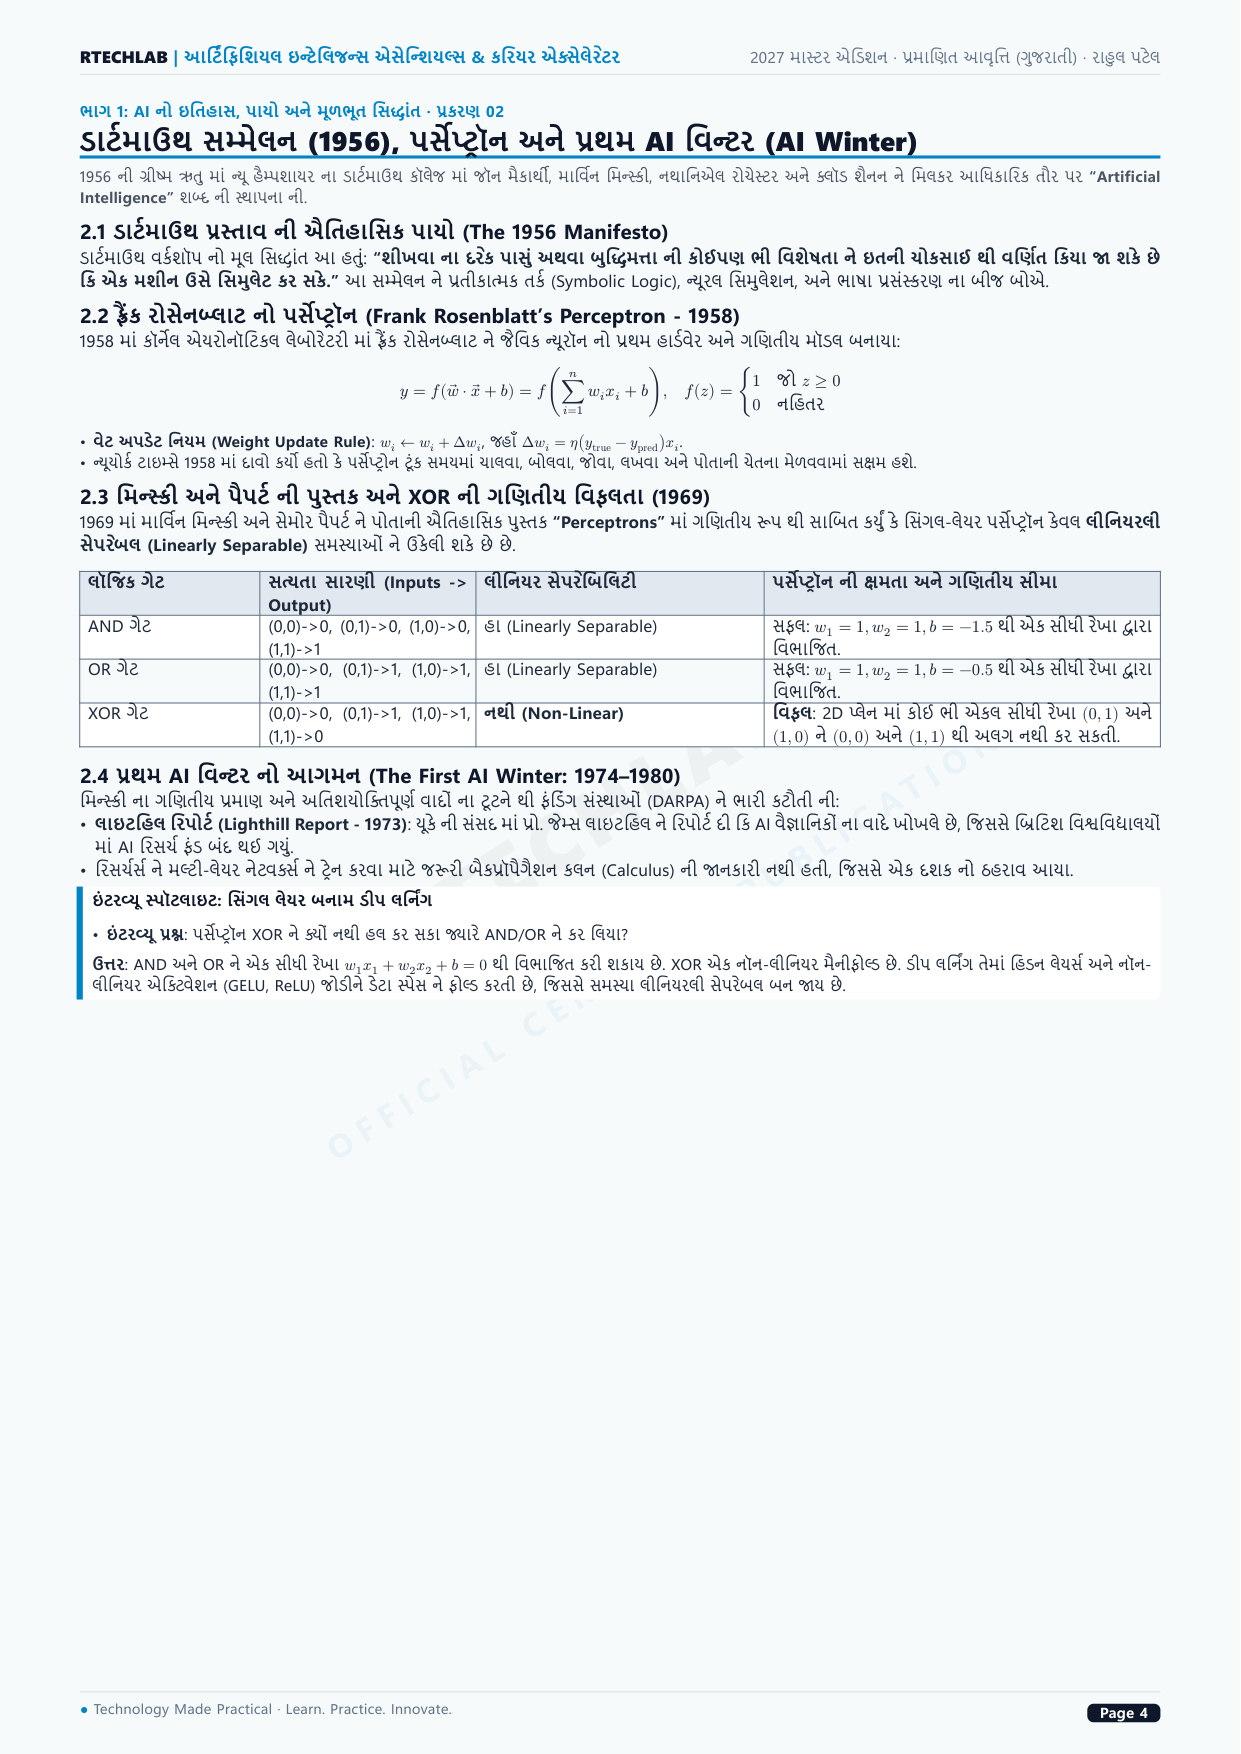 RTECHLAB | આર્ટિફિશિયલ ઇન્ટેલિજન્સ એસેન્શિયલ્સ & કરિયર એક્સેલેરેટર
2027 માસ્ટર એડિશન · પ્રમાણિત આવૃત્તિ (ગુજરાતી) · રાહુલ પટેલ
ભાગ 1: AI નો ઇતિહાસ, પાયો અને મૂળભૂત સિદ્ધાંત · પ્રકરણ 02
ડાર્ટમાઉથ સમ્મેલન (1956), પર્સેપ્ટ્રૉન અને પ્રથમ AI વિન્ટર (AI Winter)
1956 ની ગ્રીષ્મ ઋતુ માં ન્યૂ હૈમ્પશાયર ના ડાર્ટમાઉથ કૉલેજ માં જૉન મૈકાર્થી, માર્વિન મિન્સ્કી, નથાનિએલ રોચેસ્ટર અને ક્લૉડ શૈનન ને મિલકર આધિકારિક તૌર પર “Artificial
Intelligence” શબ્દ ની સ્થાપના ની.
2.1 ડાર્ટમાઉથ પ્રસ્તાવ ની ઐતિહાસિક પાયો (The 1956 Manifesto)
ડાર્ટમાઉથ વર્કશૉપ નો મૂલ સિદ્ધાંત આ હતું: “શીખવા ના દરેક પાસું અથવા બુદ્ધિમત્તા ની કોઈપણ ભી વિશેષતા ને ઇતની ચોકસાઈ થી વર્ણિત કિયા જા શકે છે
કિ એક મશીન ઉસે સિમુલેટ કર સકે.” આ સમ્મેલન ને પ્રતીકાત્મક તર્ક (Symbolic Logic), ન્યૂરલ સિમુલેશન, અને ભાષા પ્રસંસ્કરણ ના બીજ બોએ.
2.2 ફ્રૈંક રોસેનબ્લાટ નો પર્સેપ્ટ્રૉન (Frank Rosenblatt’s Perceptron - 1958)
1958 માં કૉર્નેલ એયરોનૉટિકલ લેબોરેટરી માં ફ્રૈંક રોસેનબ્લાટ ને જૈવિક ન્યૂરૉન નો પ્રથમ હાર્ડવેર અને ગણિતીય મૉડલ બનાયા:
y = f(w⃗ · x⃗ + b) = f(∑_{i=1}^{n} w_i x_i + b), f(z) = { 1 જો z ≥ 0
0 નહિતર
• વેટ અપડેટ નિયમ (Weight Update Rule): w_i ← w_i + Δw_i, જહાઁ Δw_i = η(y_true − y_pred)x_i.
• ન્યૂયોર્ક ટાઇમ્સે 1958 માં દાવો કર્યો હતો કે પર્સેપ્ટ્રોન ટૂંક સમયમાં ચાલવા, બોલવા, જોવા, લખવા અને પોતાની ચેતના મેળવવામાં સક્ષમ હશે.
2.3 મિન્સ્કી અને પૈપર્ટ ની પુસ્તક અને XOR ની ગણિતીય વિફલતા (1969)
1969 માં માર્વિન મિન્સ્કી અને સેમોર પૈપર્ટ ને પોતાની ઐતિહાસિક પુસ્તક “Perceptrons” માં ગણિતીય રૂપ થી સાબિત કર્યું કે સિંગલ-લેયર પર્સેપ્ટ્રૉન કેવલ લીનિયરલી
સેપરેબલ (Linearly Separable) સમસ્યાઓં ને ઉકેલી શકે છે છે.
લૉજિક ગેટ
સત્યતા સારણી (Inputs ->
Output)
લીનિયર સેપરેબિલિટી
પર્સેપ્ટ્રૉન ની ક્ષમતા અને ગણિતીય સીમા
AND ગેટ
(0,0)->0, (0,1)->0, (1,0)->0,
(1,1)->1
હા (Linearly Separable)
સફલ: w₁ = 1, w₂ = 1, b = −1.5 થી એક સીધી રેખા દ્વારા
વિભાજિત.
OR ગેટ
(0,0)->0, (0,1)->1, (1,0)->1,
(1,1)->1
હા (Linearly Separable)
સફલ: w₁ = 1, w₂ = 1, b = −0.5 થી એક સીધી રેખા દ્વારા
વિભાજિત.
XOR ગેટ
(0,0)->0, (0,1)->1, (1,0)->1,
(1,1)->0
નથી (Non-Linear)
વિફલ: 2D પ્લેન માં કોઈ ભી એકલ સીધી રેખા (0, 1) અને
(1, 0) ને (0, 0) અને (1, 1) થી અલગ નથી કર સકતી.
2.4 પ્રથમ AI વિન્ટર નો આગમન (The First AI Winter: 1974–1980)
મિન્સ્કી ના ગણિતીય પ્રમાણ અને અતિશયોક્તિપૂર્ણ વાદોં ના ટૂટને થી ફંડિંગ સંસ્થાઓં (DARPA) ને ભારી કટૌતી ની:
• લાઇટહિલ રિપોર્ટ (Lighthill Report - 1973): યૂકે ની સંસદ માં પ્રો. જેમ્સ લાઇટહિલ ને રિપોર્ટ દી કિ AI વૈજ્ઞાનિકોં ના વાદે ખોખલે છે, જિસસે બ્રિટિશ વિશ્વવિદ્યાલયોં
માં AI રિસર્ચ ફંડ બંદ થઈ ગયું.
• રિસર્ચર્સ ને મલ્ટી-લેયર નેટવર્ક્સ ને ટ્રેન કરવા માટે જરૂરી બૈકપ્રૉપૈગૈશન કલન (Calculus) ની જાનકારી નથી હતી, જિસસે એક દશક નો ઠહરાવ આયા.
ઇંટરવ્યૂ સ્પૉટલાઇટ: સિંગલ લેયર બનામ ડીપ લર્નિંગ
• ઇંટરવ્યૂ પ્રશ્ન: પર્સેપ્ટ્રૉન XOR ને ક્યોં નથી હલ કર સકા જ્યારે AND/OR ને કર લિયા?
ઉત્તર: AND અને OR ને એક સીધી રેખા w₁x₁ + w₂x₂ + b = 0 થી વિભાજિત કરી શકાય છે. XOR એક નૉન-લીનિયર મૈનીફોલ્ડ છે. ડીપ લર્નિંગ તેમાં હિડન લેયર્સ અને નૉન-
લીનિયર એક્ટિવેશન (GELU, ReLU) જોડીને ડેટા સ્પેસ ને ફોલ્ડ કરતી છે, જિસસે સમસ્યા લીનિયરલી સેપરેબલ બન જાય છે.
• Technology Made Practical · Learn. Practice. Innovate.
Page 4